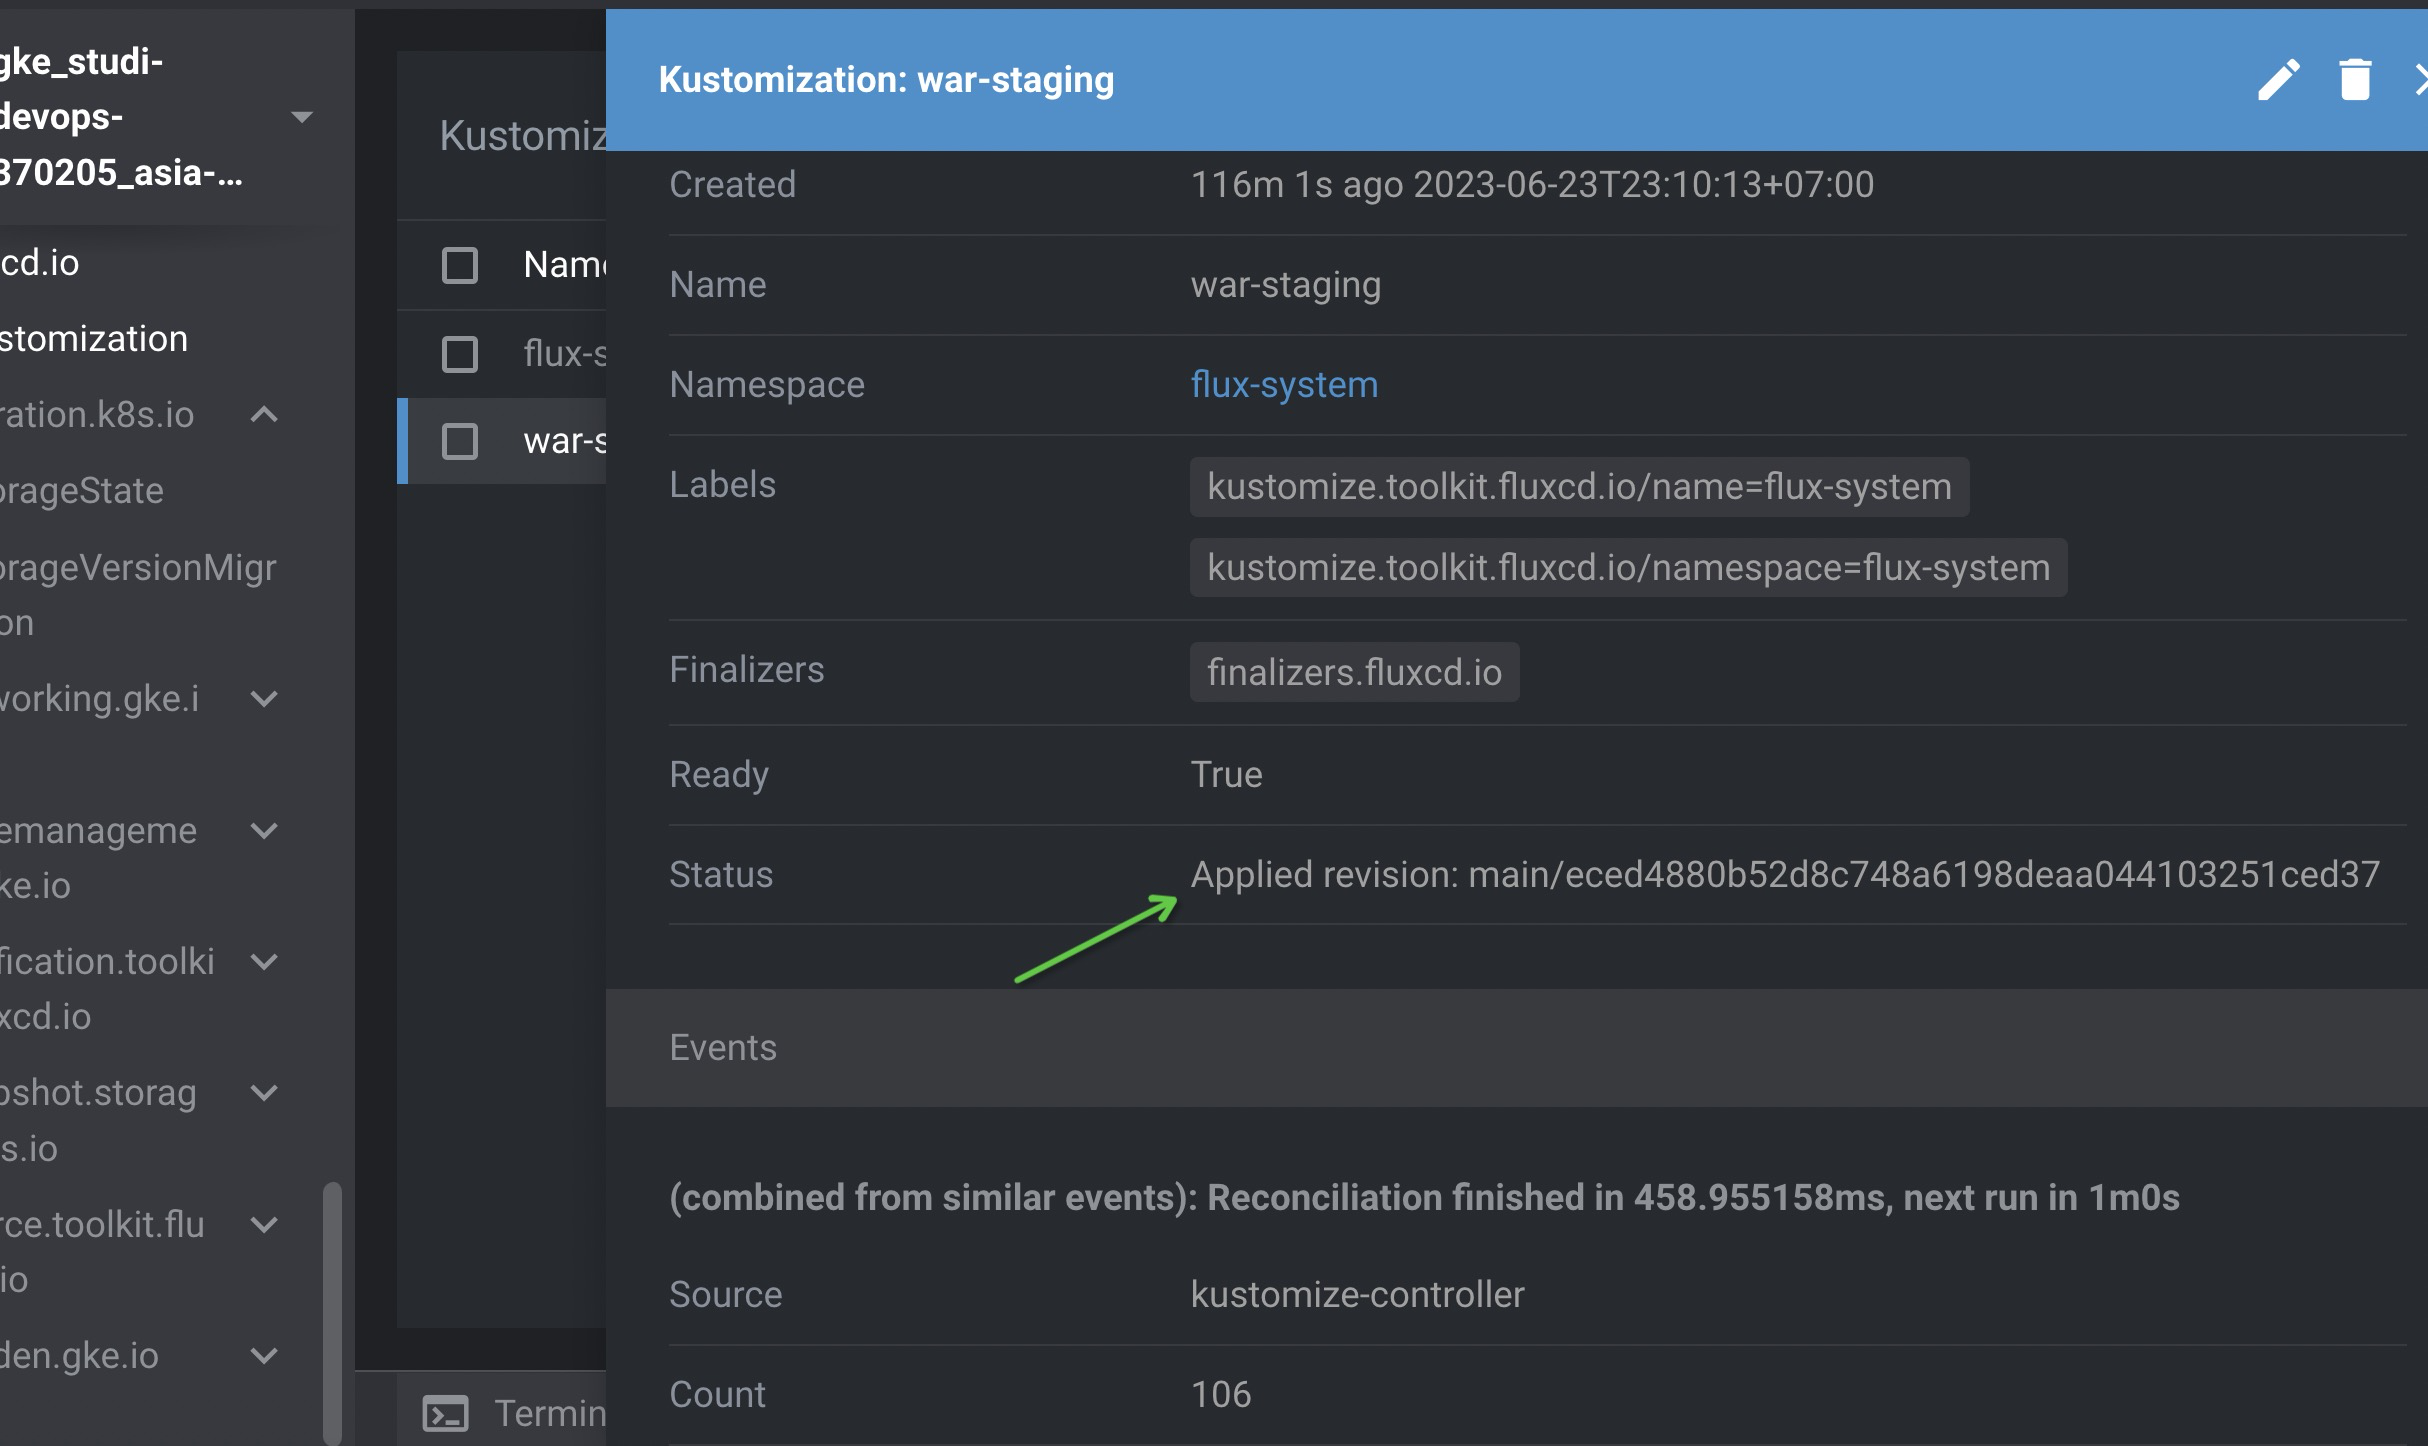 gke_studi-
devops-
370205_asia-...
cd.io
stomization
ration.k8s.io
orageState
orageVersionMigr
on
working.gke.i
emanageme
ke.io
fication.toolki
xcd.io
pshot.storag
s.io
rce.toolkit.flu
io
den.gke.io
Kustomiz
Name
flux-s
war-s
Termin
Kustomization: war-staging
Created 116m 1s ago 2023-06-23T23:10:13+07:00
Name war-staging
Namespace flux-system
Labels kustomize.toolkit.fluxcd.io/name=flux-system
kustomize.toolkit.fluxcd.io/namespace=flux-system
Finalizers finalizers.fluxcd.io
Ready True
Status Applied revision: main/eced4880b52d8c748a6198deaa044103251ced37
Events
(combined from similar events): Reconciliation finished in 458.955158ms, next run in 1m0s
Source kustomize-controller
Count 106